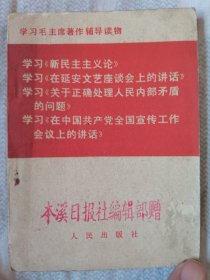 学习毛主席著作辅导读物
学习《新民主主义论》
学习《在延安文艺座谈会上的讲话》
学习《关于正确处理人民内部矛盾
的问题》
学习《在中国共产党全国宣传工作
会议上的讲话》
本溪日报社编辑部赠
人民出版社